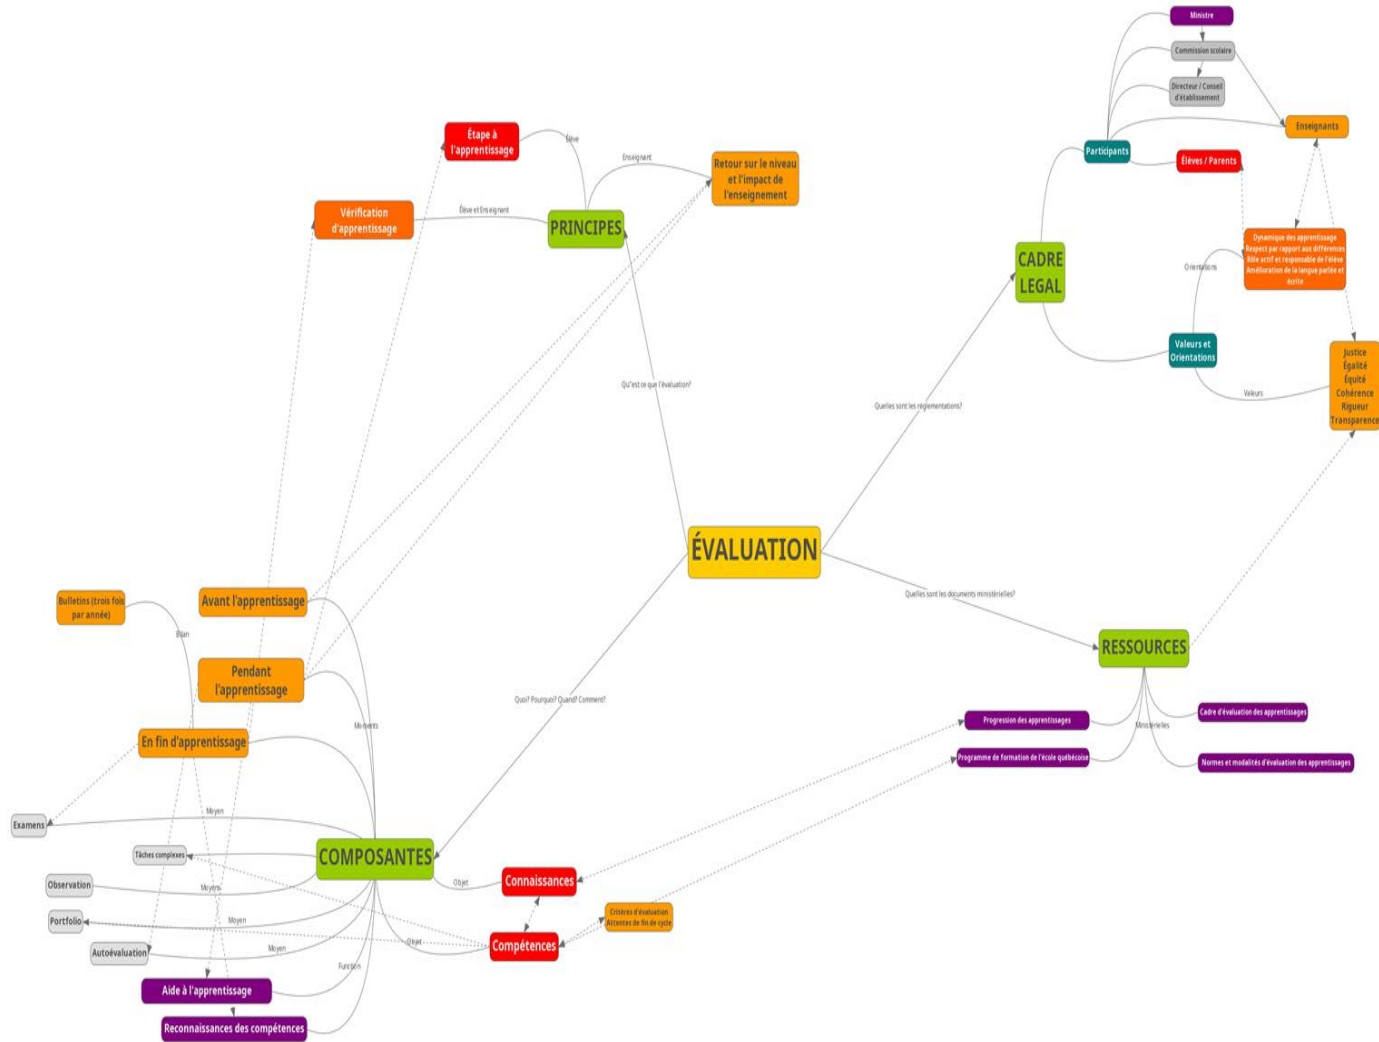 Ministre
Commission scolaire
Directeur / Conseil
d'établissement
Enseignants
Participants
Élèves / Parents
Étape à
l'apprentissage
Élève
Enseignant
Retour sur le niveau
et l'impact de
l'enseignement
Vérification
d'apprentissage
Élève et Enseignant
PRINCIPES
Dynamique des apprentissage
Respect par rapport aux différences
Rôle actif et responsable de l'élève
Amélioration de la langue parlée et
écrite
CADRE
LEGAL
Orientations
Valeurs et
Orientations
Justice
Égalité
Équité
Cohérence
Rigueur
Transparence
Valeurs
Qu'est ce que l'évaluation?
Quelles sont les réglementations?
ÉVALUATION
Quelles sont les documents ministérielles?
RESSOURCES
Ministérielles
Progression des apprentissages
Cadre d'évaluation des apprentissages
Programme de formation de l'école québécoise
Normes et modalités d'évaluation des apprentissages
Quoi? Pourquoi? Quand? Comment?
Bulletins (trois fois
par année)
Bilan
Avant l'apprentissage
Pendant
l'apprentissage
Moments
En fin d'apprentissage
Examens
Moyen
Tâches complexes
COMPOSANTES
Observation
Moyens
Portfolio
Moyen
Autoévaluation
Moyen
Objet
Connaissances
Critères d'évaluation
Attentes de fin de cycle
Objet
Compétences
Function
Aide à l'apprentissage
Reconnaissances des compétences